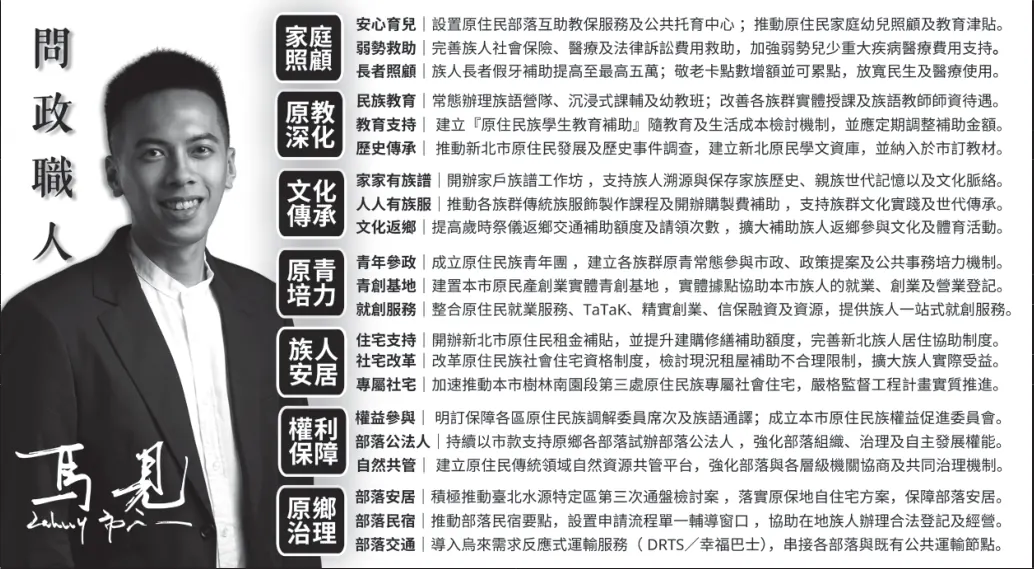 問政職人
家庭照顧
安心育兒｜設置原住民部落互助教保服務及公共托育中心；推動原住民家庭幼兒照顧及教育津貼。
弱勢救助｜完善族人社會保險、醫療及法律訴訟費用救助，加強弱勢兒少重大疾病醫療費用支持。
長者照顧｜族人長者假牙補助提高至最高五萬；敬老卡點數增額並可累點，放寬民生及醫療使用。
原教深化
民族教育｜常態辦理族語營隊、沉浸式課輔及幼教班；改善各族群實體授課及族語教師師資待遇。
教育支持｜建立『原住民族學生教育補助』隨教育及生活成本檢討機制，並應定期調整補助金額。
歷史傳承｜推動新北市原住民發展及歷史事件調查，建立新北原民學文資庫，並納入於市訂教材。
文化傳承
家家有族譜｜開辦家戶族譜工作坊，支持族人溯源與保存家族歷史、親族世代記憶以及文化脈絡。
人人有族服｜推動各族群傳統族服飾製作課程及開辦購製費補助，支持族群文化實踐及世代傳承。
文化返鄉｜提高歲時祭儀返鄉交通補助額度及請領次數，擴大補助族人返鄉參與文化及體育活動。
原青培力
青年參政｜成立原住民族青年團，建立各族群原青常態參與市政、政策提案及公共事務培力機制。
青創基地｜建置本市原民產創業實體青創基地，實體據點協助本市族人的就業、創業及營業登記。
就創服務｜整合原住民就業服務、TaTaK、精實創業、信保融資及資源，提供族人一站式就創服務。
族人安居
住宅支持｜開辦新北市原住民租金補貼，並提升建購修繕補助額度，完善新北族人居住協助制度。
社宅改革｜改革原住民族社會住宅資格制度，檢討現況租屋補助不合理限制，擴大族人實際受益。
專屬社宅｜加速推動本市樹林南園段第三處原住民族專屬社會住宅，嚴格監督工程計畫實質推進。
權利保障
權益參與｜明訂保障各區原住民族調解委員席次及族語通譯；成立本市原住民族權益促進委員會。
部落公法人｜持續以市款支持原鄉各部落試辦部落公法人，強化部落組織、治理及自主發展權能。
自然共管｜建立原住民傳統領域自然資源共管平台，強化部落與各層級機關協商及共同治理機制。
原鄉治理
部落安居｜積極推動臺北水源特定區第三次通盤檢討案，落實原保地自住宅方案，保障部落安居。
部落民宿｜推動部落民宿要點，設置申請流程單一輔導窗口，協助在地族人辦理合法登記及經營。
部落交通｜導入烏來需求反應式運輸服務（DRTS／幸福巴士），串接各部落與既有公共運輸節點。
馬見